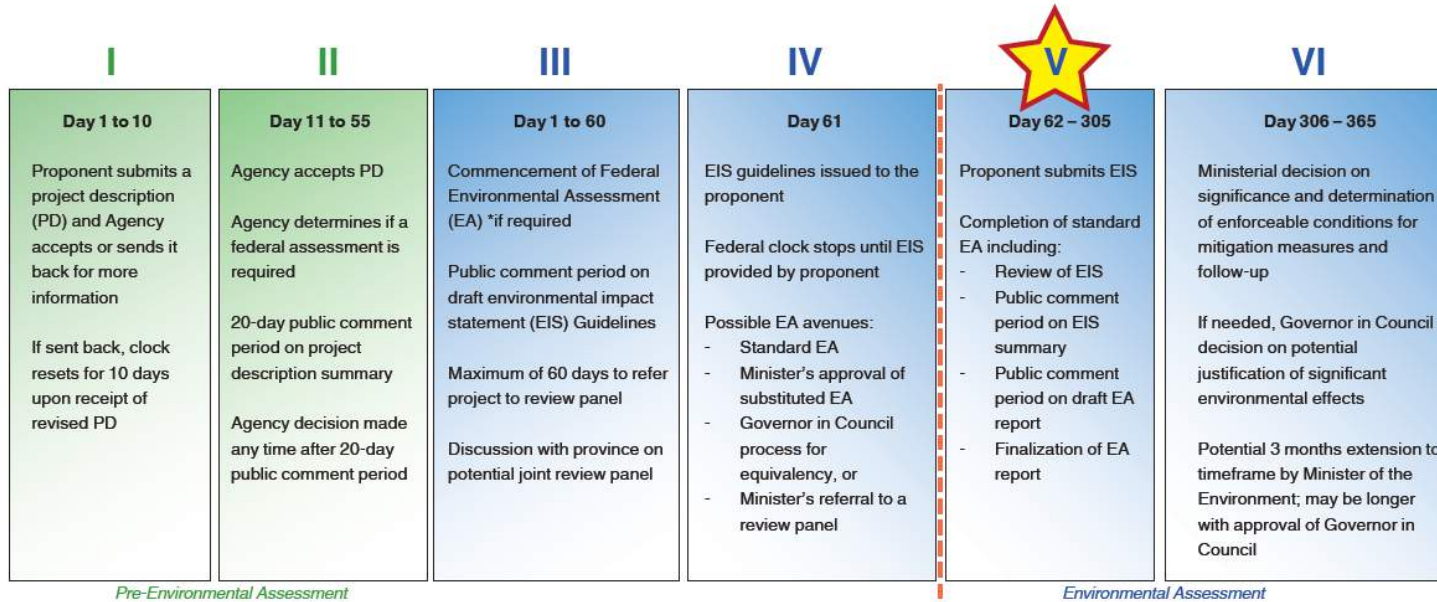 I
II
III
IV
V
VI
Day 1 to 10
Proponent submits a
project description
(PD) and Agency
accepts or sends it
back for more
information
If sent back, clock
resets for 10 days
upon receipt of
revised PD
Day 11 to 55
Agency accepts PD
Agency determines if a
federal assessment is
required
20-day public comment
period on project
description summary
Agency decision made
any time after 20-day
public comment period
Day 1 to 60
Commencement of Federal
Environmental Assessment
(EA) *if required
Public comment period on
draft environmental impact
statement (EIS) Guidelines
Maximum of 60 days to refer
project to review panel
Discussion with province on
potential joint review panel
Day 61
EIS guidelines issued to the
proponent
Federal clock stops until EIS
provided by proponent
Possible EA avenues:
- Standard EA
- Minister's approval of
substituted EA
- Governor in Council
process for
equivalency, or
- Minister's referral to a
review panel
Day 62 – 305
Proponent submits EIS
Completion of standard
EA including:
- Review of EIS
- Public comment
period on EIS
summary
- Public comment
period on draft EA
report
- Finalization of EA
report
Day 306 – 365
Ministerial decision on
significance and determination
of enforceable conditions for
mitigation measures and
follow-up
If needed, Governor in Council
decision on potential
justification of significant
environmental effects
Potential 3 months extension to
timeframe by Minister of the
Environment; may be longer
with approval of Governor in
Council
Pre-Environmental Assessment
Environmental Assessment